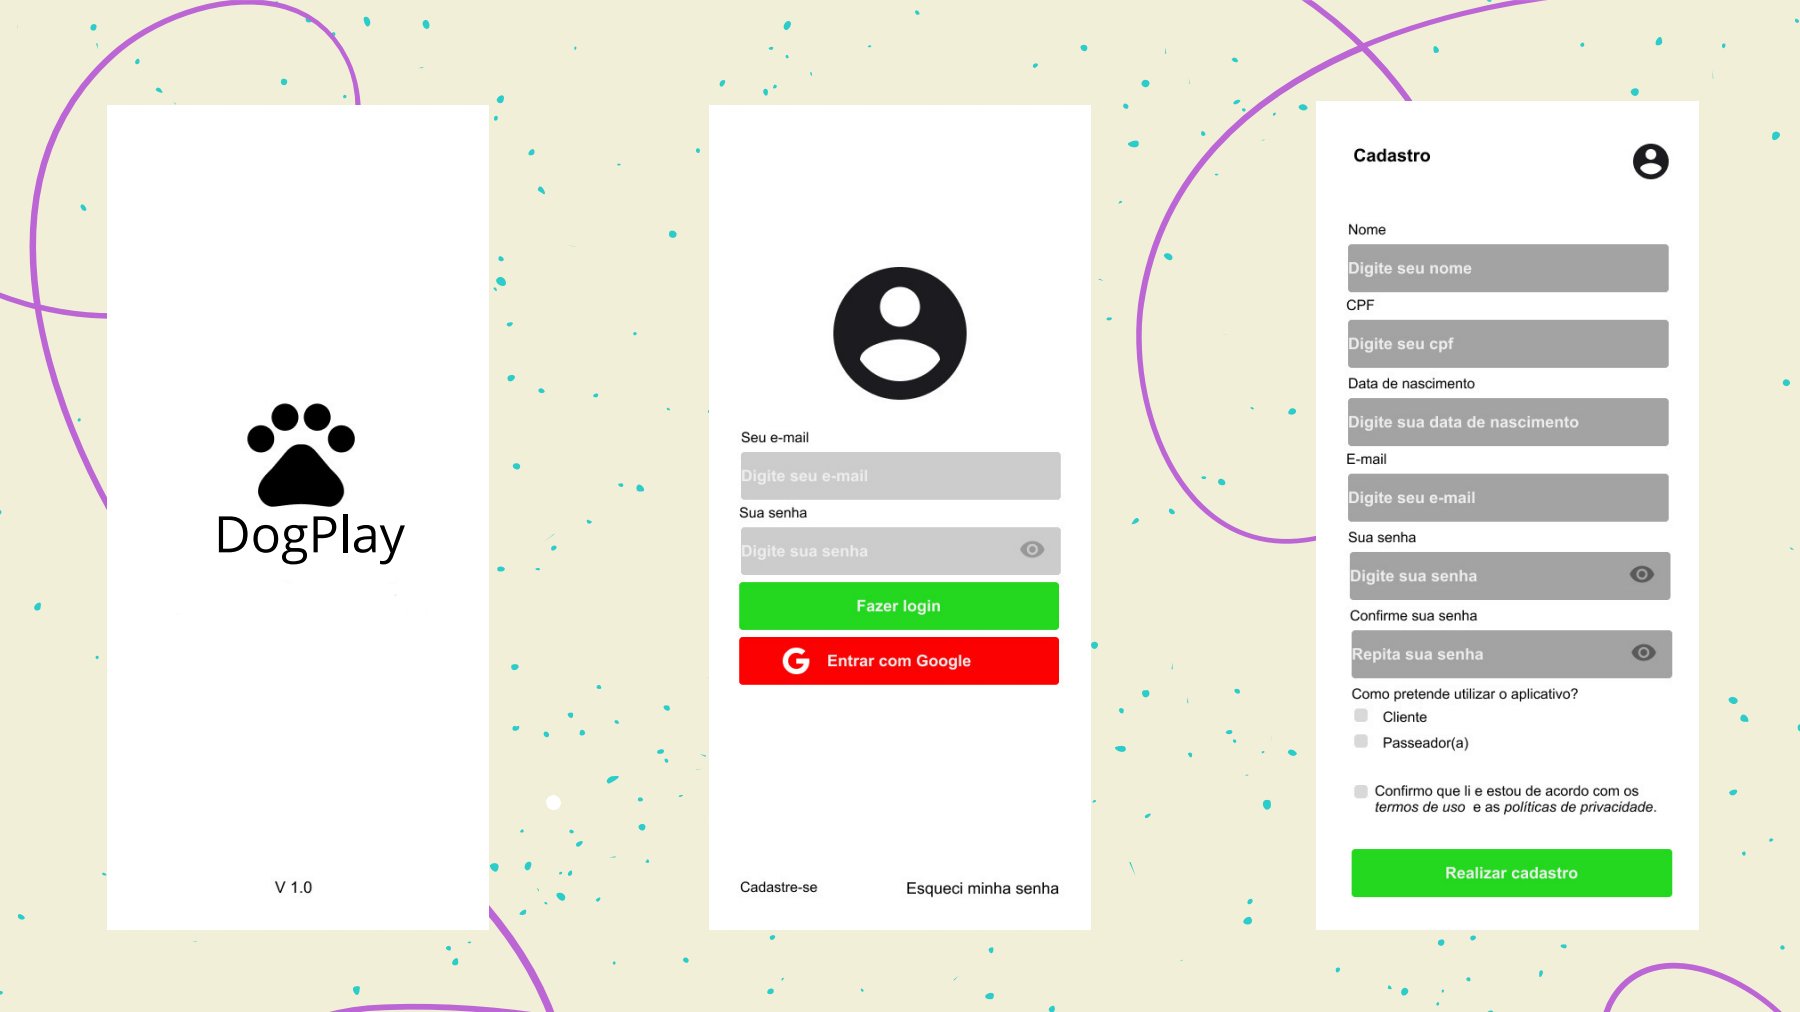 DogPlay
V 1.0
Seu e-mail
Digite seu e-mail
Sua senha
Digite sua senha
Fazer login
Entrar com Google
Cadastre-se
Esqueci minha senha
Cadastro
Nome
Digite seu nome
CPF
Digite seu cpf
Data de nascimento
Digite sua data de nascimento
E-mail
Digite seu e-mail
Sua senha
Digite sua senha
Confirme sua senha
Repita sua senha
Como pretende utilizar o aplicativo?
Cliente
Passeador(a)
Confirmo que li e estou de acordo com os
termos de uso e as políticas de privacidade.
Realizar cadastro